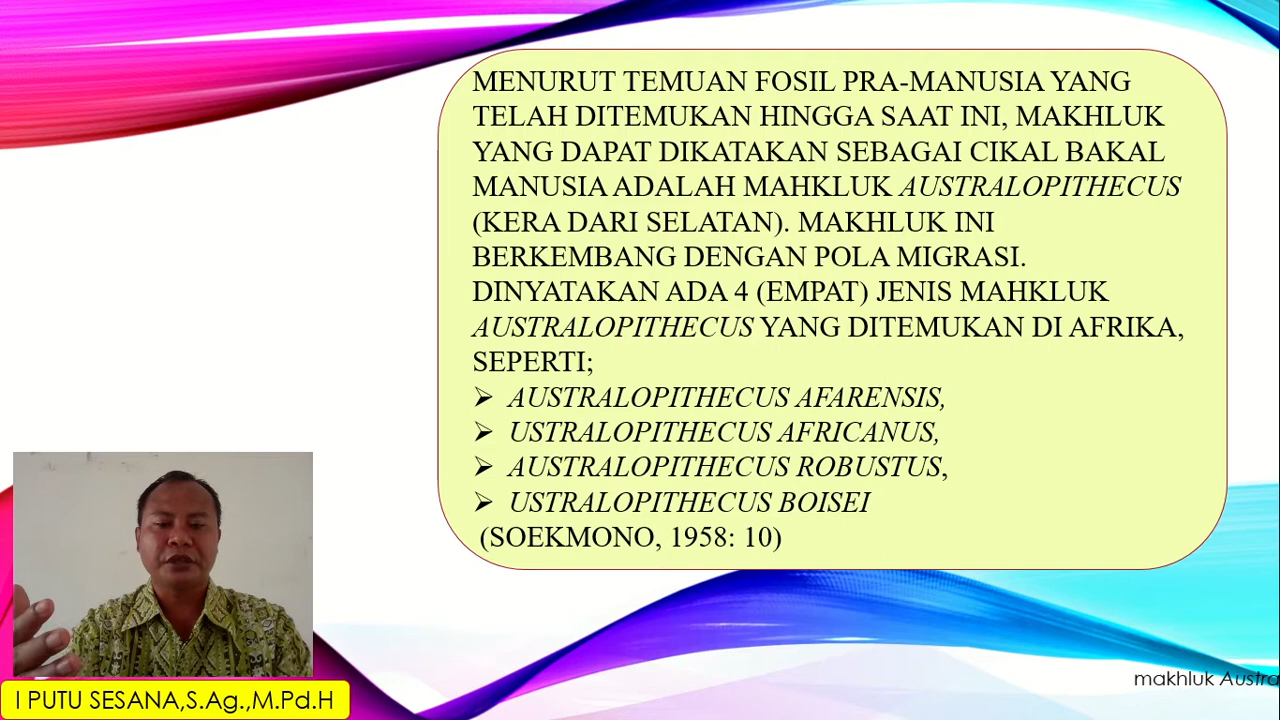 MENURUT TEMUAN FOSIL PRA-MANUSIA YANG
TELAH DITEMUKAN HINGGA SAAT INI, MAKHLUK
YANG DAPAT DIKATAKAN SEBAGAI CIKAL BAKAL
MANUSIA ADALAH MAHKLUK AUSTRALOPITHECUS
(KERA DARI SELATAN). MAKHLUK INI
BERKEMBANG DENGAN POLA MIGRASI.
DINYATAKAN ADA 4 (EMPAT) JENIS MAHKLUK
AUSTRALOPITHECUS YANG DITEMUKAN DI AFRIKA,
SEPERTI;
➢ AUSTRALOPITHECUS AFARENSIS,
➢ USTRALOPITHECUS AFRICANUS,
➢ AUSTRALOPITHECUS ROBUSTUS,
➢ USTRALOPITHECUS BOISEI
(SOEKMONO, 1958: 10)
makhluk Austra
I PUTU SESANA,S.Ag.,M.Pd.H